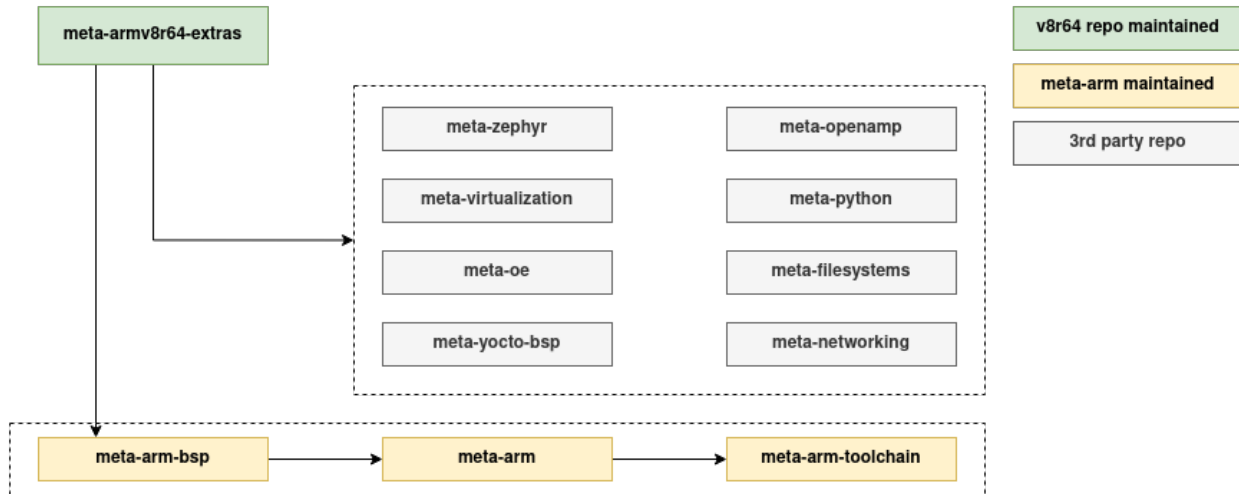 meta-armv8r64-extras
v8r64 repo maintained
meta-arm maintained
3rd party repo
meta-zephyr
meta-openamp
meta-virtualization
meta-python
meta-oe
meta-filesystems
meta-yocto-bsp
meta-networking
meta-arm-bsp
meta-arm
meta-arm-toolchain